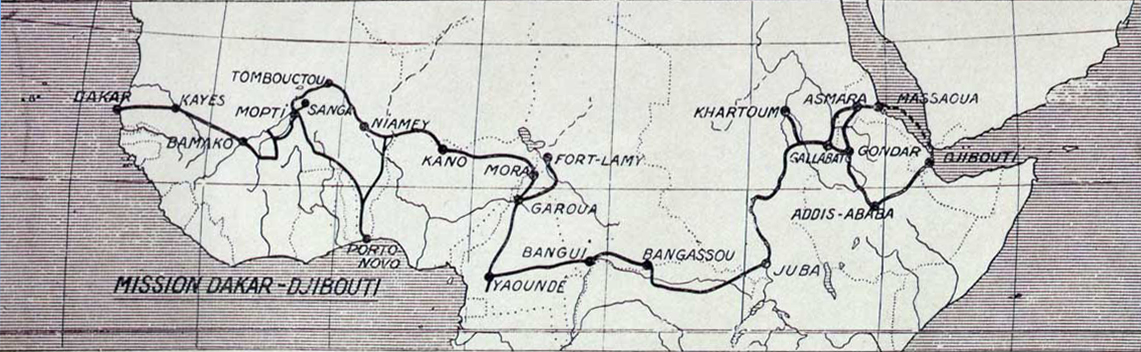 DAKAR
KAYES
BAMAKO
MOPTI
TOMBOUCTOU
SANGA
NIAMEY
KANO
MORA
FORT-LAMY
GAROUA
PORTO-
NOVO
YAOUNDÉ
BANGUI
BANGASSOU
JUBA
KHARTOUM
ASMARA
MASSAOUA
GALLABAT
GONDAR
DJIBOUTI
ADDIS-ABABA
MISSION DAKAR-DJIBOUTI